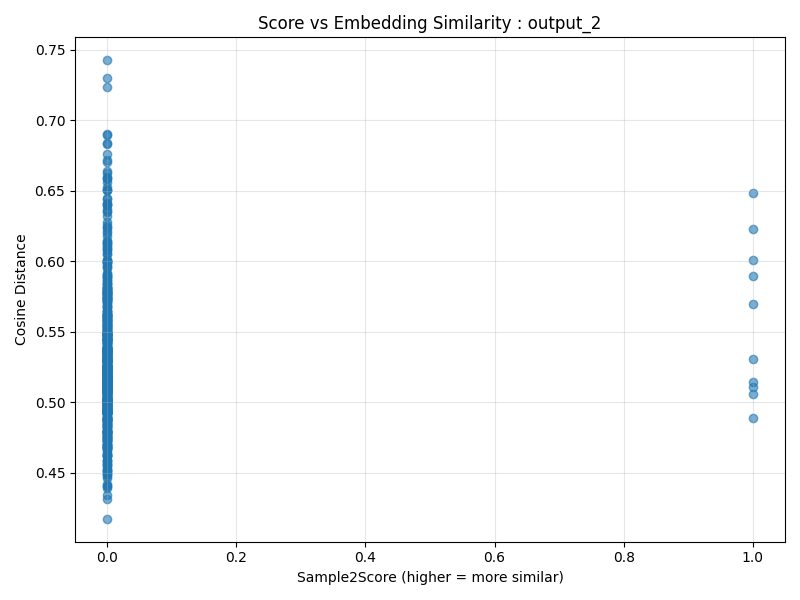 Score vs Embedding Similarity : output_2
0.75
0.70
0.65
0.60
0.55
0.50
0.45
Cosine Distance
0.0 0.2 0.4 0.6 0.8 1.0
Sample2Score (higher = more similar)